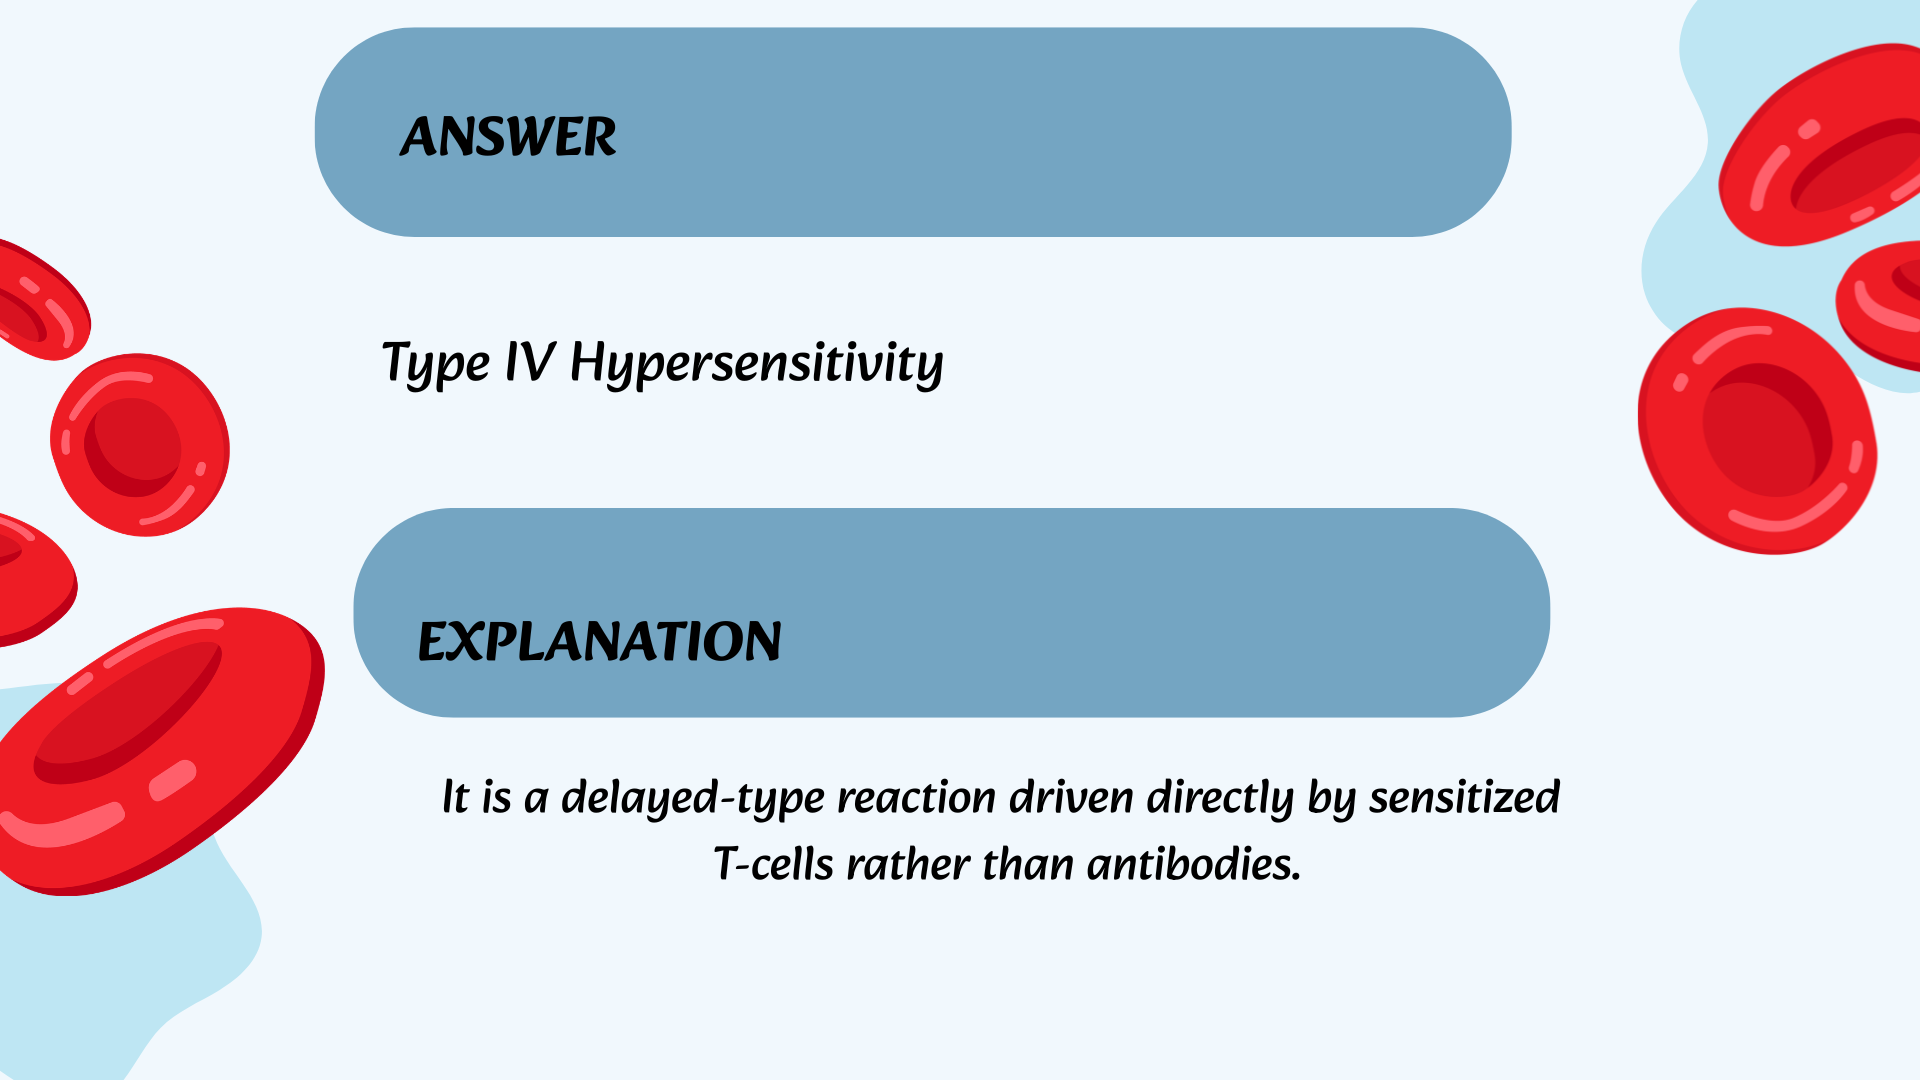 ANSWER
Type IV Hypersensitivity
EXPLANATION
It is a delayed-type reaction driven directly by sensitized
T-cells rather than antibodies.